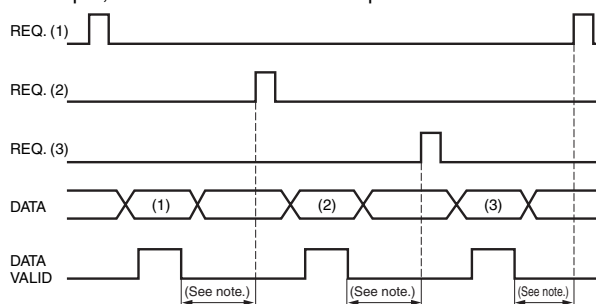 REQ. (1)
REQ. (2)
REQ. (3)
DATA (1) (2) (3)
DATA
VALID
(See note.) (See note.) (See note.)